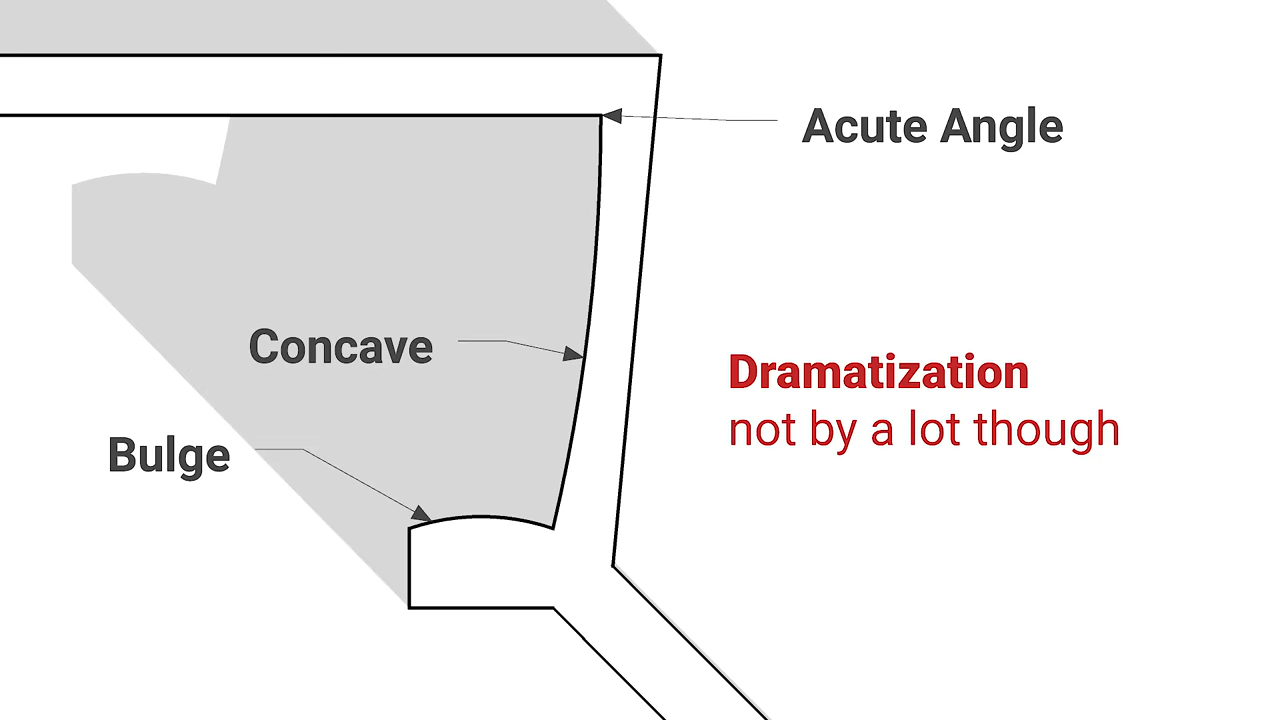 Acute Angle
Concave
Dramatization
not by a lot though
Bulge